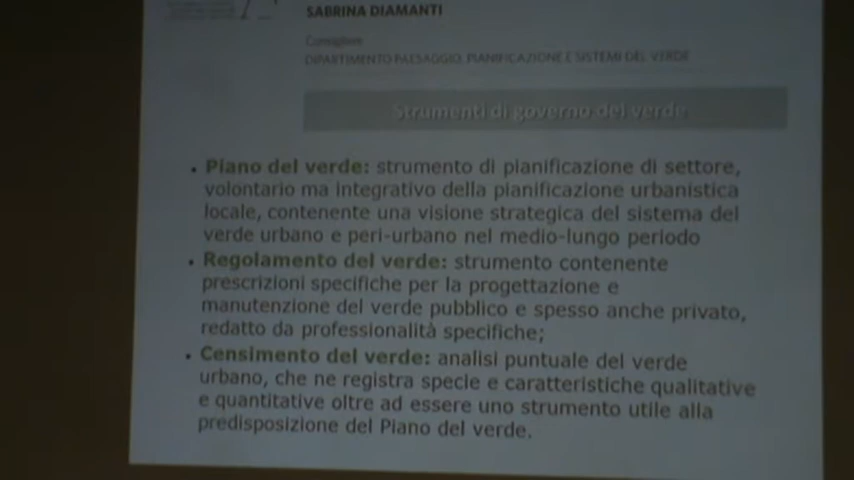 SABRINA DIAMANTI
Consigliere
DIPARTIMENTO PAESAGGIO, PIANIFICAZIONE E SISTEMI DEL VERDE
Strumenti di governo del verde
• Piano del verde: strumento di pianificazione di settore,
volontario ma integrativo della pianificazione urbanistica
locale, contenente una visione strategica del sistema del
verde urbano e peri-urbano nel medio-lungo periodo
• Regolamento del verde: strumento contenente
prescrizioni specifiche per la progettazione e
manutenzione del verde pubblico e spesso anche privato,
redatto da professionalità specifiche;
• Censimento del verde: analisi puntuale del verde
urbano, che ne registra specie e caratteristiche qualitative
e quantitative oltre ad essere uno strumento utile alla
predisposizione del Piano del verde.